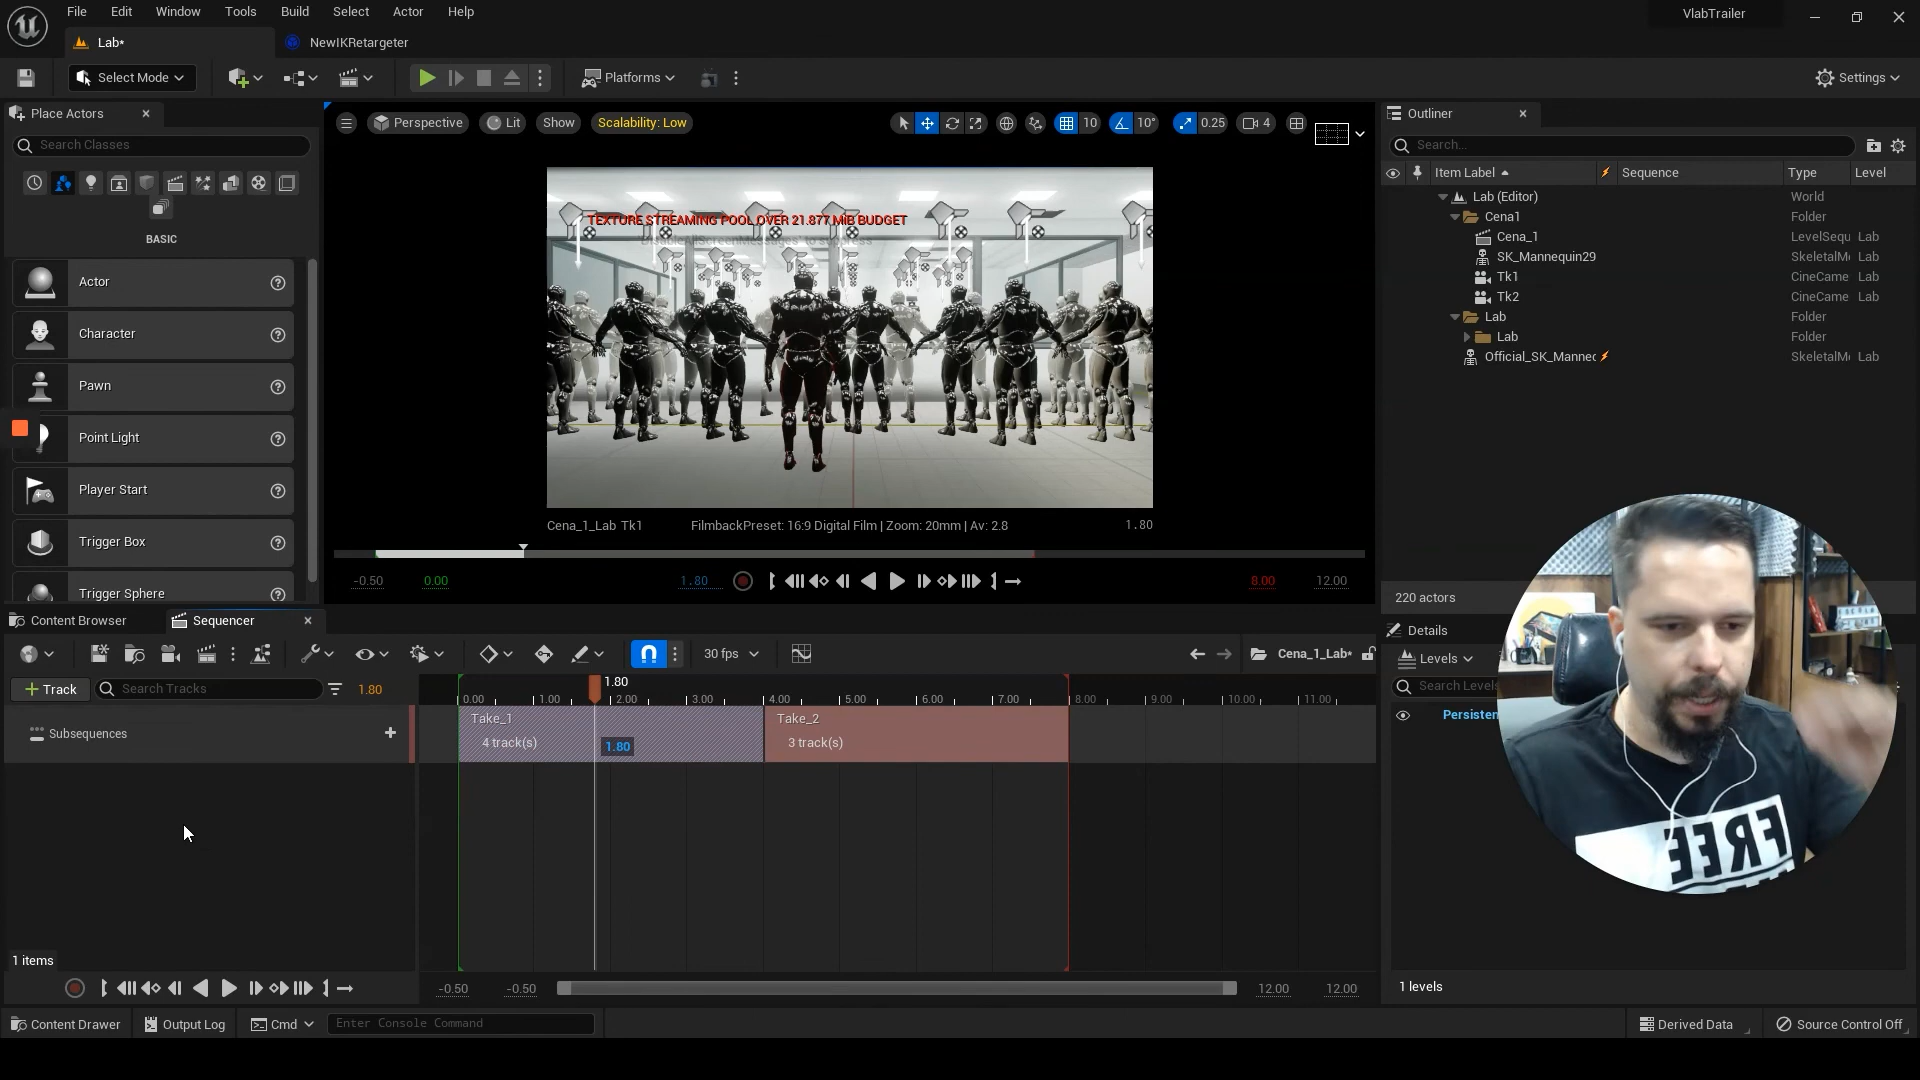 File Edit Window Tools Build Select Actor Help
VlabTrailer
Lab*
NewIKRetargeter
Select Mode
Platforms
Settings
Place Actors
Search Classes
BASIC
Actor
Character
Pawn
Point Light
Player Start
Trigger Box
Trigger Sphere
Perspective
Lit
Show
Scalability: Low
10
10°
0.25
4
TEXTURE STREAMING POOL OVER 21.877 MiB BUDGET
'DisableAllScreenMessages' to suppress
Cena_1_Lab Tk1
FilmbackPreset: 16:9 Digital Film | Zoom: 20mm | Av: 2.8
1.80
-0.50
0.00
1.80
8.00
12.00
Outliner
Search...
Item Label
Sequence
Type
Level
Lab (Editor) World
Cena1 Folder
Cena_1 LevelSequ Lab
SK_Mannequin29 SkeletalMe Lab
Tk1 CineCame Lab
Tk2 CineCame Lab
Lab Folder
Lab Folder
Official_SK_Mannec SkeletalMe Lab
220 actors
Details
Levels
Search Levels
Persisten
1 levels
Content Browser
Sequencer
30 fps
Cena_1_Lab*
Track
Search Tracks
1.80
1.80
0.00 1.00 2.00 3.00 4.00 5.00 6.00 7.00 8.00 9.00 10.00 11.00
Subsequences
Take_1
4 track(s)
1.80
Take_2
3 track(s)
1 items
-0.50
-0.50
12.00
12.00
Content Drawer
Output Log
Cmd
Enter Console Command
Derived Data
Source Control Off
FREE